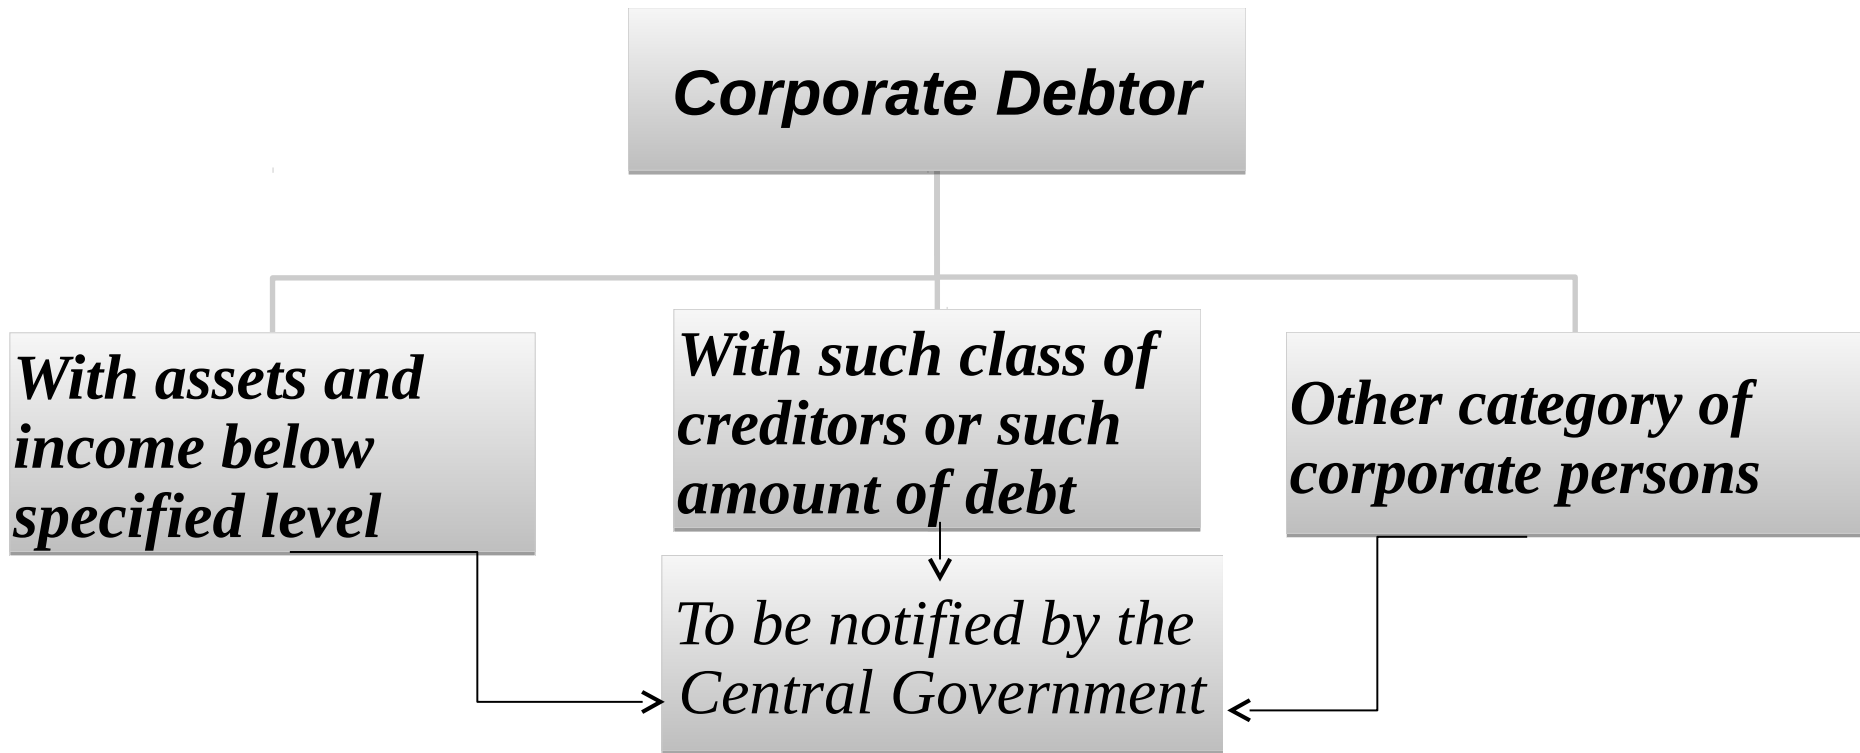 Corporate Debtor
With assets and
income below
specified level
With such class of
creditors or such
amount of debt
Other category of
corporate persons
To be notified by the
Central Government